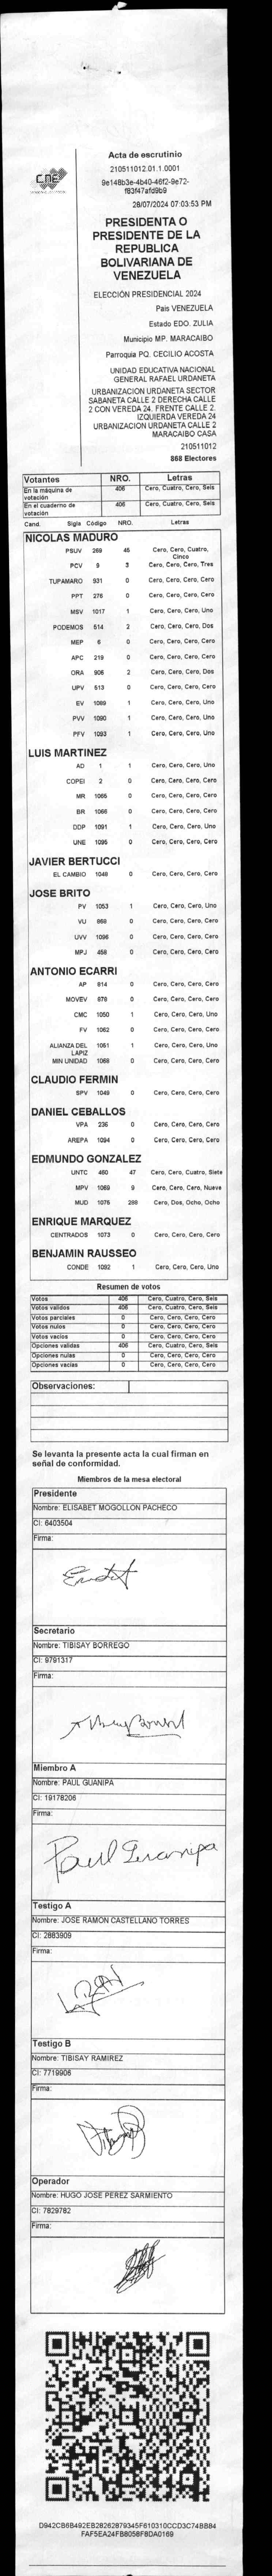 CNE
Acta de escrutinio
210511012.01.1.0001
9e148b3e-4b40-46f2-9e72-
f83f47afd9b9
28/07/2024 07:03:53 PM
PRESIDENTA O
PRESIDENTE DE LA
REPUBLICA
BOLIVARIANA DE
VENEZUELA
ELECCIÓN PRESIDENCIAL 2024
Pais VENEZUELA
Estado EDO. ZULIA
Municipio MP. MARACAIBO
Parroquia PQ. CECILIO ACOSTA
UNIDAD EDUCATIVA NACIONAL
GENERAL RAFAEL URDANETA
URBANIZACION URDANETA SECTOR
SABANETA CALLE 2 DERECHA CALLE
2 CON VEREDA 24. FRENTE CALLE 2.
IZQUIERDA VEREDA 24
URBANIZACION URDANETA CALLE 2
MARACAIBO CASA
210511012
868 Electores
Votantes NRO. Letras
En la máquina de votación 406 Cero, Cuatro, Cero, Seis
En el cuaderno de votación 406 Cero, Cuatro, Cero, Seis
Cand. Sigla Código NRO. Letras
NICOLAS MADURO
PSUV 269 45 Cero, Cero, Cuatro, Cinco
PCV 9 3 Cero, Cero, Cero, Tres
TUPAMARO 931 0 Cero, Cero, Cero, Cero
PPT 276 0 Cero, Cero, Cero, Cero
MSV 1017 1 Cero, Cero, Cero, Uno
PODEMOS 514 2 Cero, Cero, Cero, Dos
MEP 6 0 Cero, Cero, Cero, Cero
APC 219 0 Cero, Cero, Cero, Cero
ORA 906 2 Cero, Cero, Cero, Dos
UPV 513 0 Cero, Cero, Cero, Cero
EV 1089 1 Cero, Cero, Cero, Uno
PVV 1090 1 Cero, Cero, Cero, Uno
PFV 1093 1 Cero, Cero, Cero, Uno
LUIS MARTINEZ
AD 1 1 Cero, Cero, Cero, Uno
COPEI 2 0 Cero, Cero, Cero, Cero
MR 1065 0 Cero, Cero, Cero, Cero
BR 1066 0 Cero, Cero, Cero, Cero
DDP 1091 1 Cero, Cero, Cero, Uno
UNE 1095 0 Cero, Cero, Cero, Cero
JAVIER BERTUCCI
EL CAMBIO 1048 0 Cero, Cero, Cero, Cero
JOSE BRITO
PV 1053 1 Cero, Cero, Cero, Uno
VU 969 0 Cero, Cero, Cero, Cero
UVV 1096 0 Cero, Cero, Cero, Cero
MPJ 458 0 Cero, Cero, Cero, Cero
ANTONIO ECARRI
AP 814 0 Cero, Cero, Cero, Cero
MOVEV 978 0 Cero, Cero, Cero, Cero
CMC 1050 1 Cero, Cero, Cero, Uno
FV 1052 0 Cero, Cero, Cero, Cero
ALIANZA DEL LAPIZ 1051 1 Cero, Cero, Cero, Uno
MIN UNIDAD 1068 0 Cero, Cero, Cero, Cero
CLAUDIO FERMIN
SPV 1049 0 Cero, Cero, Cero, Cero
DANIEL CEBALLOS
VPA 236 0 Cero, Cero, Cero, Cero
AREPA 1094 0 Cero, Cero, Cero, Cero
EDMUNDO GONZALEZ
UNTC 460 47 Cero, Cero, Cuatro, Siete
MPV 1069 9 Cero, Cero, Cero, Nueve
MUD 1075 288 Cero, Dos, Ocho, Ocho
ENRIQUE MARQUEZ
CENTRADOS 1073 0 Cero, Cero, Cero, Cero
BENJAMIN RAUSSEO
CONDE 1092 1 Cero, Cero, Cero, Uno
Resumen de votos
Votos 406 Cero, Cuatro, Cero, Seis
Votos validos 406 Cero, Cuatro, Cero, Seis
Votos parciales 0 Cero, Cero, Cero, Cero
Votos nulos 0 Cero, Cero, Cero, Cero
Votos vacios 0 Cero, Cero, Cero, Cero
Opciones validas 406 Cero, Cuatro, Cero, Seis
Opciones nulas 0 Cero, Cero, Cero, Cero
Opciones vacias 0 Cero, Cero, Cero, Cero
Observaciones:
Se levanta la presente acta la cual firman en
señal de conformidad.
Miembros de la mesa electoral
Presidente
Nombre: ELISABET MOGOLLON PACHECO
CI: 6403504
Firma:
Secretario
Nombre: TIBISAY BORREGO
CI: 9791317
Firma:
Miembro A
Nombre: PAUL GUANIPA
CI: 19178206
Firma:
Paul Guanipa
Testigo A
Nombre: JOSE RAMON CASTELLANO TORRES
CI: 2883909
Firma:
Testigo B
Nombre: TIBISAY RAMIREZ
CI: 7719906
Firma:
Operador
Nombre: HUGO JOSE PEREZ SARMIENTO
CI: 7829782
Firma:
D942CB6B492EB28262879345F610310CCD3C74BB84
FAF5EA24FB8058F8DA0169